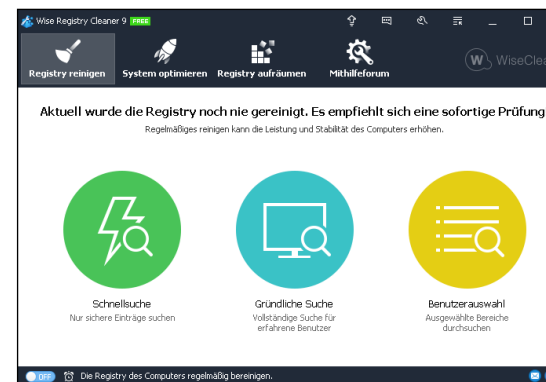 Wise Registry Cleaner 9 FREE
Registry reinigen System optimieren Registry aufräumen Mithilfeforum
W WiseClea
Aktuell wurde die Registry noch nie gereinigt. Es empfiehlt sich eine sofortige Prüfung
Regelmäßiges reinigen kann die Leistung und Stabilität des Computers erhöhen.
Schnellsuche
Nur sichere Einträge suchen
Gründliche Suche
Vollständige Suche für
erfahrene Benutzer
Benutzerauswahl
Ausgewählte Bereiche
durchsuchen
OFF Die Registry des Computers regelmäßig bereinigen.